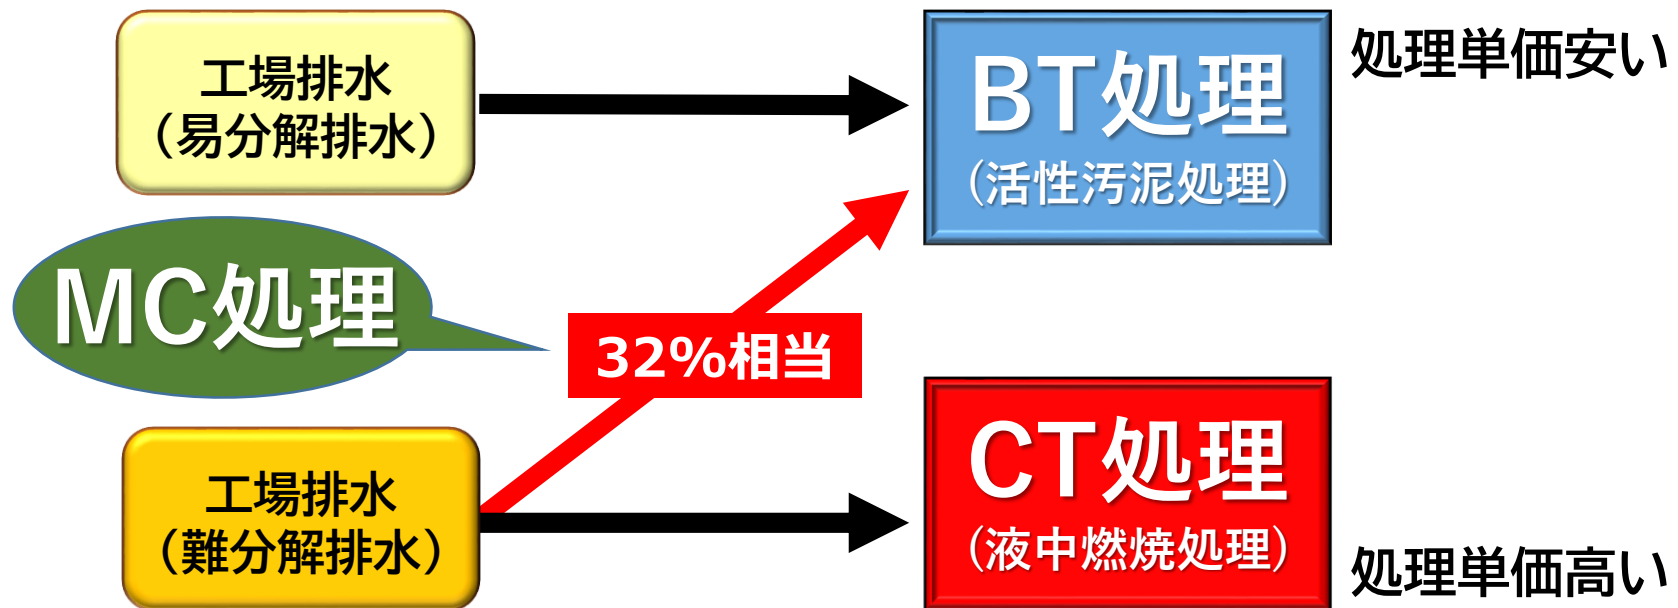 工場排水
（易分解排水）
BT処理
（活性汚泥処理）
処理単価安い
MC処理
32%相当
工場排水
（難分解排水）
CT処理
（液中燃焼処理）
処理単価高い